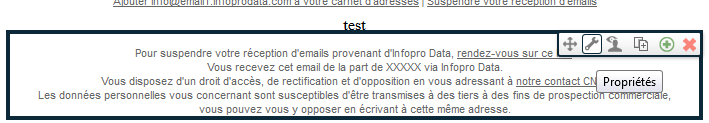 Ajouter info@email1.infoprodata.com à votre carnet d'adresses | Suspendre votre réception d'emails
test
Pour suspendre votre réception d'emails provenant d'Infopro Data, rendez-vous sur ce
Vous recevez cet email de la part de XXXXX via Infopro Data.
Vous disposez d'un droit d'accès, de rectification et d'opposition en vous adressant à notre contact CN
Propriétés
Les données personnelles vous concernant sont susceptibles d'être transmises à des tiers à des fins de prospection commerciale,
vous pouvez vous y opposer en écrivant à cette même adresse.